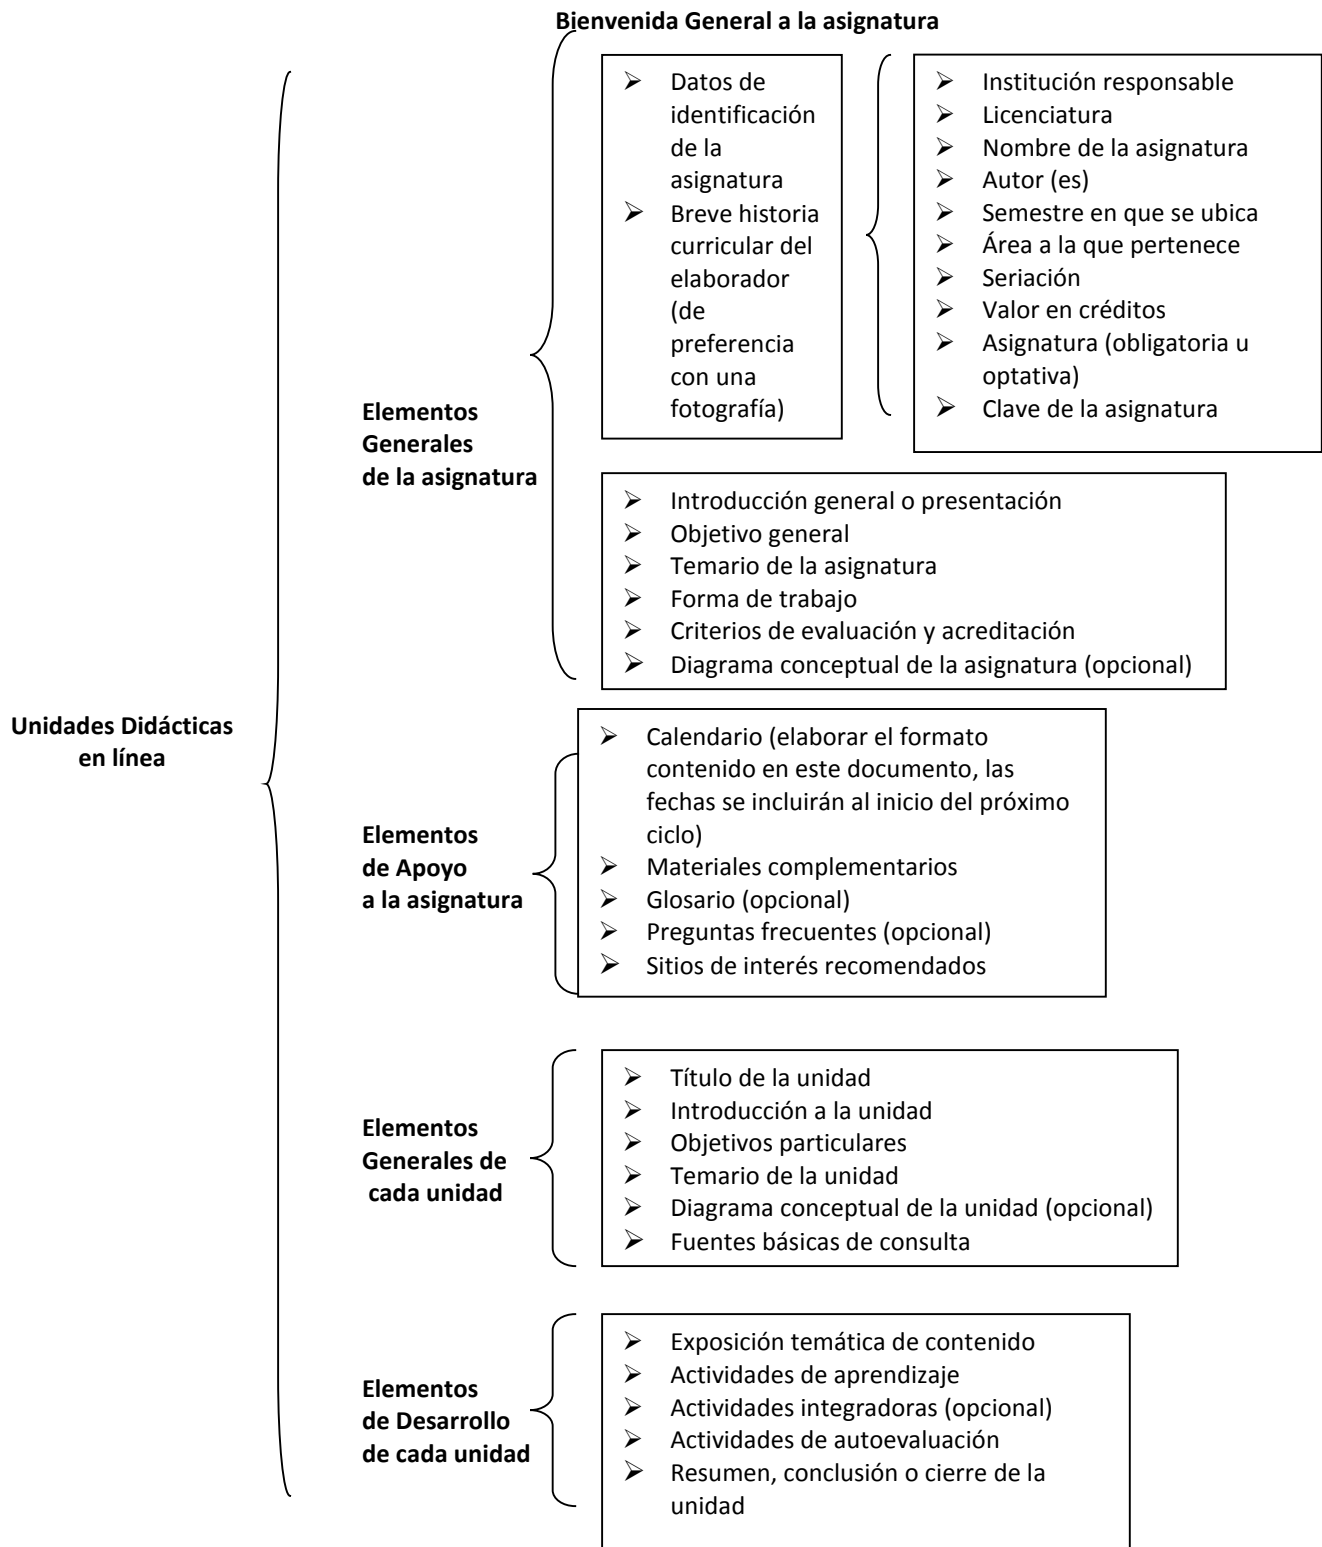 Bienvenida General a la asignatura
Unidades Didácticas
en línea
Elementos
Generales
de la asignatura
➢ Datos de
identificación
de la
asignatura
➢ Breve historia
curricular del
elaborador
(de
preferencia
con una
fotografía)
➢ Institución responsable
➢ Licenciatura
➢ Nombre de la asignatura
➢ Autor (es)
➢ Semestre en que se ubica
➢ Área a la que pertenece
➢ Seriación
➢ Valor en créditos
➢ Asignatura (obligatoria u
optativa)
➢ Clave de la asignatura
➢ Introducción general o presentación
➢ Objetivo general
➢ Temario de la asignatura
➢ Forma de trabajo
➢ Criterios de evaluación y acreditación
➢ Diagrama conceptual de la asignatura (opcional)
Elementos
de Apoyo
a la asignatura
➢ Calendario (elaborar el formato
contenido en este documento, las
fechas se incluirán al inicio del próximo
ciclo)
➢ Materiales complementarios
➢ Glosario (opcional)
➢ Preguntas frecuentes (opcional)
➢ Sitios de interés recomendados
Elementos
Generales de
cada unidad
➢ Título de la unidad
➢ Introducción a la unidad
➢ Objetivos particulares
➢ Temario de la unidad
➢ Diagrama conceptual de la unidad (opcional)
➢ Fuentes básicas de consulta
Elementos
de Desarrollo
de cada unidad
➢ Exposición temática de contenido
➢ Actividades de aprendizaje
➢ Actividades integradoras (opcional)
➢ Actividades de autoevaluación
➢ Resumen, conclusión o cierre de la
unidad